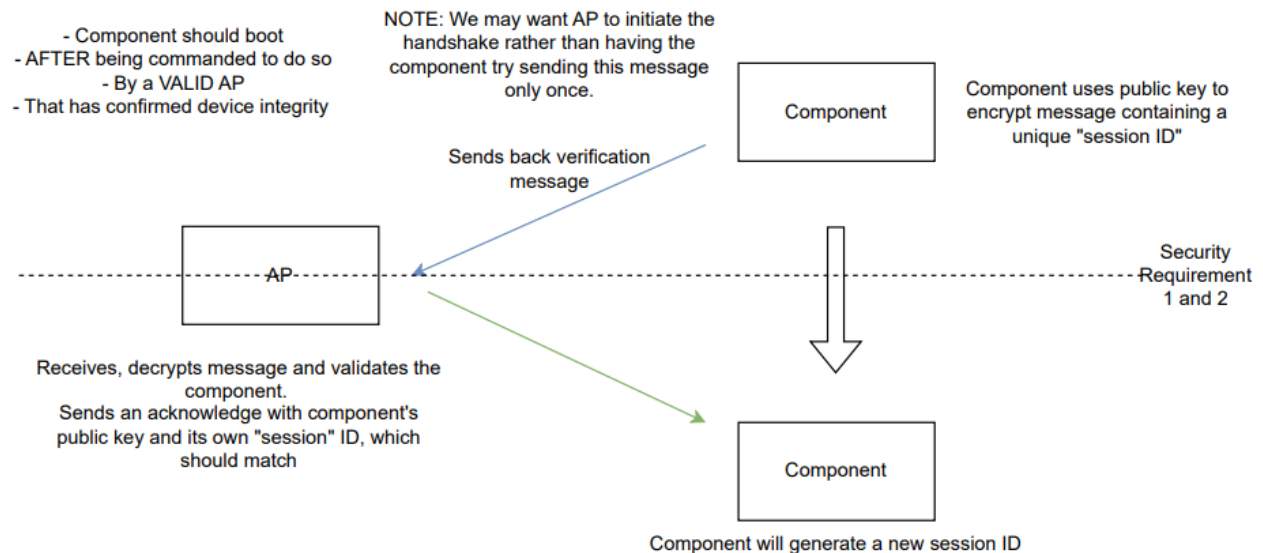 - Component should boot
- AFTER being commanded to do so
- By a VALID AP
- That has confirmed device integrity
NOTE: We may want AP to initiate the
handshake rather than having the
component try sending this message
only once.
Component
Component uses public key to
encrypt message containing a
unique "session ID"
Sends back verification
message
AP
Security
Requirement
1 and 2
Receives, decrypts message and validates the
component.
Sends an acknowledge with component's
public key and its own "session" ID, which
should match
Component
Component will generate a new session ID